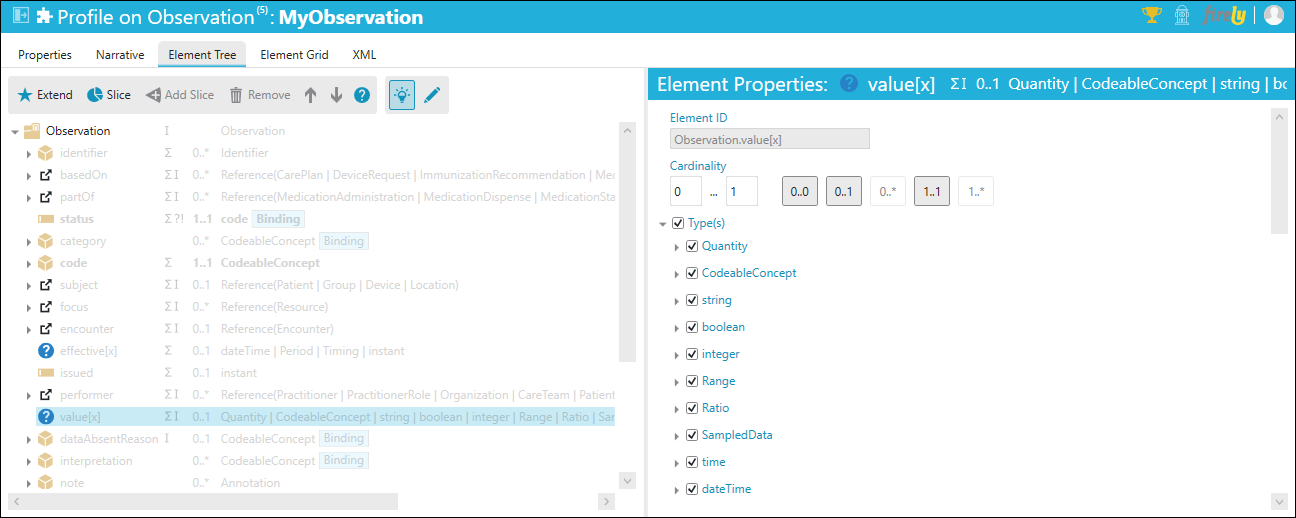 Profile on Observation(5): MyObservation
firely
Properties Narrative Element Tree Element Grid XML
Extend Slice Add Slice Remove ?
Observation I Observation
identifier Σ 0..* Identifier
basedOn Σ I 0..* Reference(CarePlan | DeviceRequest | ImmunizationRecommendation | Med
partOf Σ I 0..* Reference(MedicationAdministration | MedicationDispense | MedicationSta
status Σ ?! 1..1 code Binding
category 0..* CodeableConcept Binding
code Σ 1..1 CodeableConcept
subject Σ I 0..1 Reference(Patient | Group | Device | Location)
focus Σ I 0..* Reference(Resource)
encounter Σ I 0..1 Reference(Encounter)
? effective[x] Σ 0..1 dateTime | Period | Timing | instant
issued Σ 0..1 instant
performer Σ I 0..* Reference(Practitioner | PractitionerRole | Organization | CareTeam | Patient
? value[x] Σ I 0..1 Quantity | CodeableConcept | string | boolean | integer | Range | Ratio | Sam
dataAbsentReason I 0..1 CodeableConcept Binding
interpretation 0..* CodeableConcept Binding
note 0..* Annotation
Element Properties: ? value[x] Σ I 0..1 Quantity | CodeableConcept | string | bo
Element ID
Observation.value[x]
Cardinality
0 ... 1 0..0 0..1 0..* 1..1 1..*
Type(s)
Quantity
CodeableConcept
string
boolean
integer
Range
Ratio
SampledData
time
dateTime